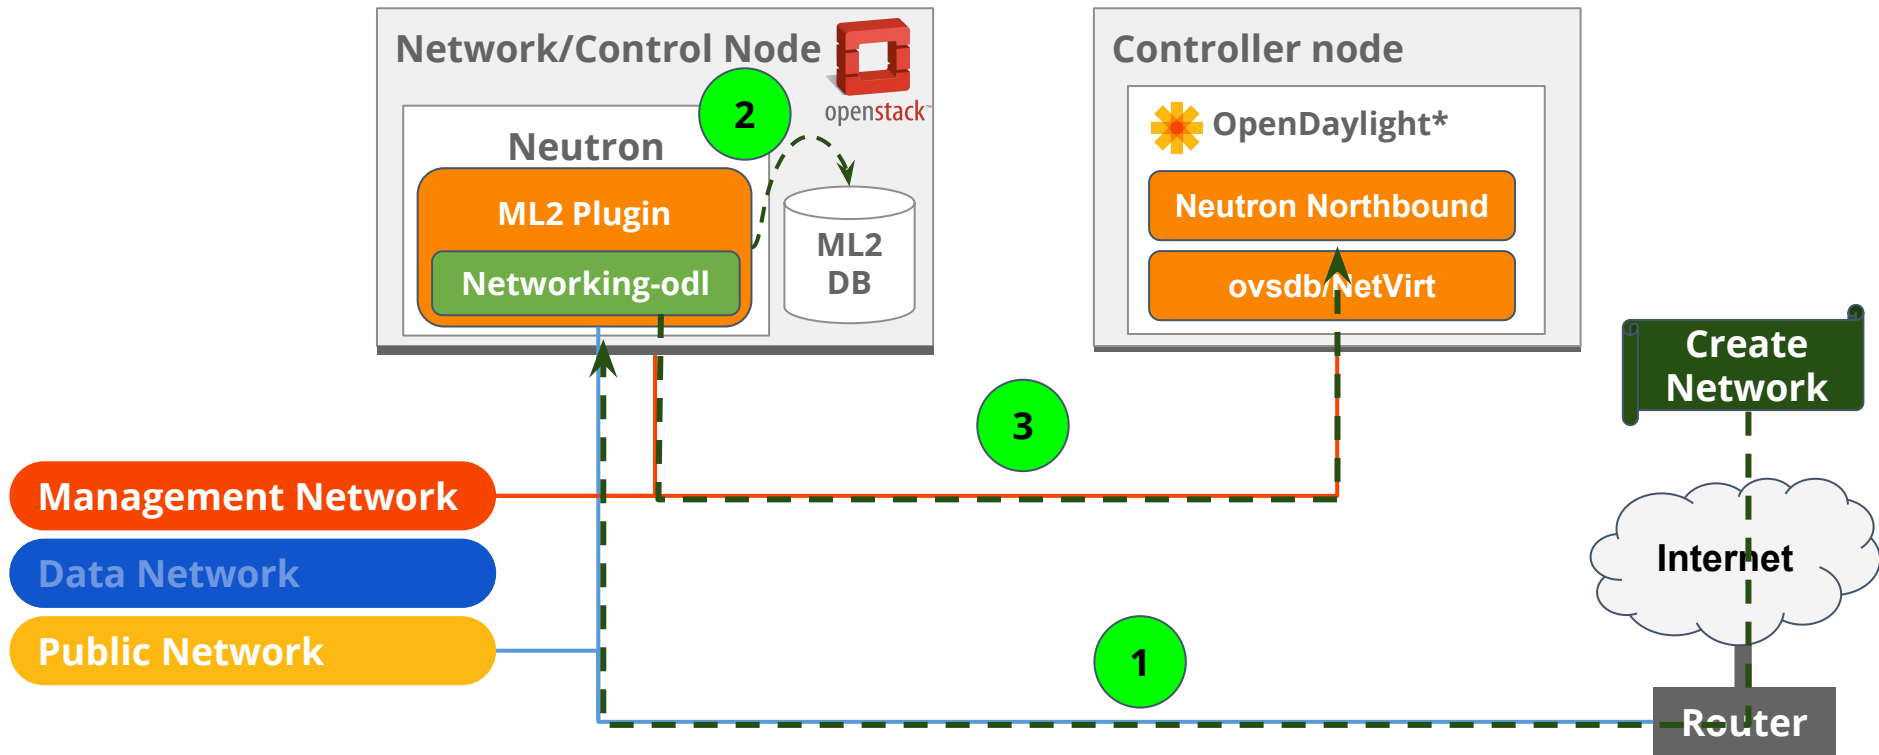 Network/Control Node
openstack™
2
Neutron
ML2 Plugin
Networking-odl
ML2
DB
Controller node
OpenDaylight*
Neutron Northbound
ovsdb/NetVirt
Create
Network
3
Management Network
Data Network
Public Network
Internet
1
Router